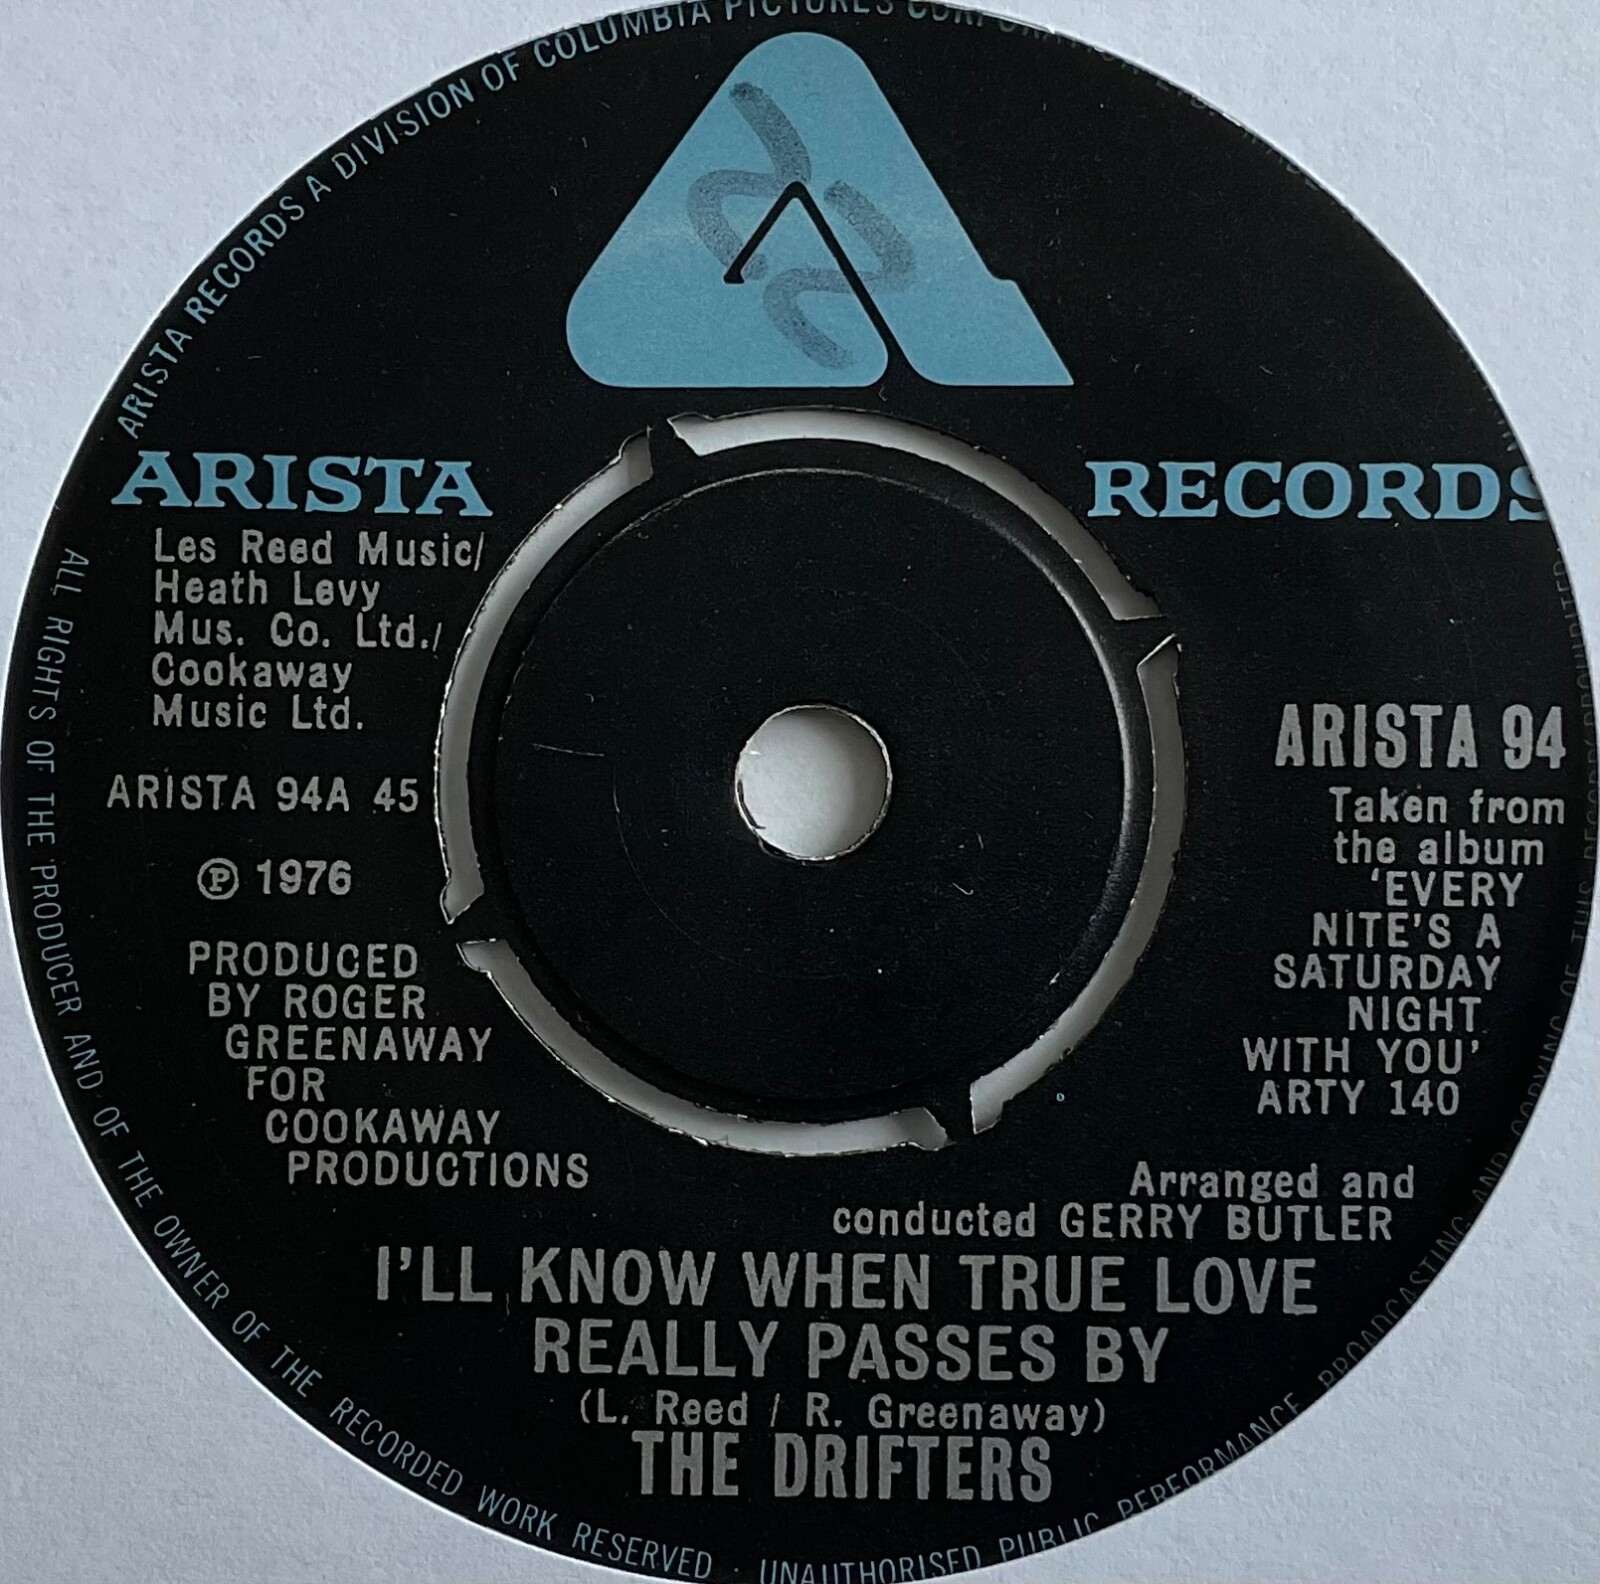 ARISTA RECORDS A DIVISION OF COLUMBIA PICTURES
ARISTA RECORDS
Les Reed Music/
Heath Levy
Mus. Co. Ltd./
Cookaway
Music Ltd.
ARISTA 94A 45
℗ 1976
PRODUCED
BY ROGER
GREENAWAY
FOR
COOKAWAY
PRODUCTIONS
ARISTA 94
Taken from
the album
'EVERY
NITE'S A
SATURDAY
NIGHT
WITH YOU'
ARTY 140
Arranged and
conducted GERRY BUTLER
I'LL KNOW WHEN TRUE LOVE
REALLY PASSES BY
(L. Reed / R. Greenaway)
THE DRIFTERS
ALL RIGHTS OF THE PRODUCER AND OF THE OWNER OF THE RECORDED WORK RESERVED · UNAUTHORISED PUBLIC PERFORMANCE BROADCASTING AND COPYING OF THIS RECORD PROHIBITED